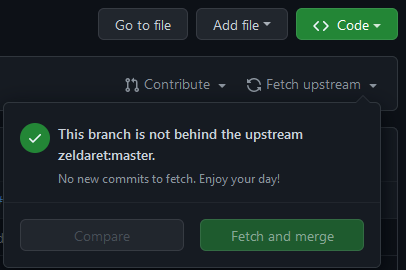 Go to file
Add file
Code
Contribute
Fetch upstream
This branch is not behind the upstream
zeldaret:master.
No new commits to fetch. Enjoy your day!
Compare
Fetch and merge